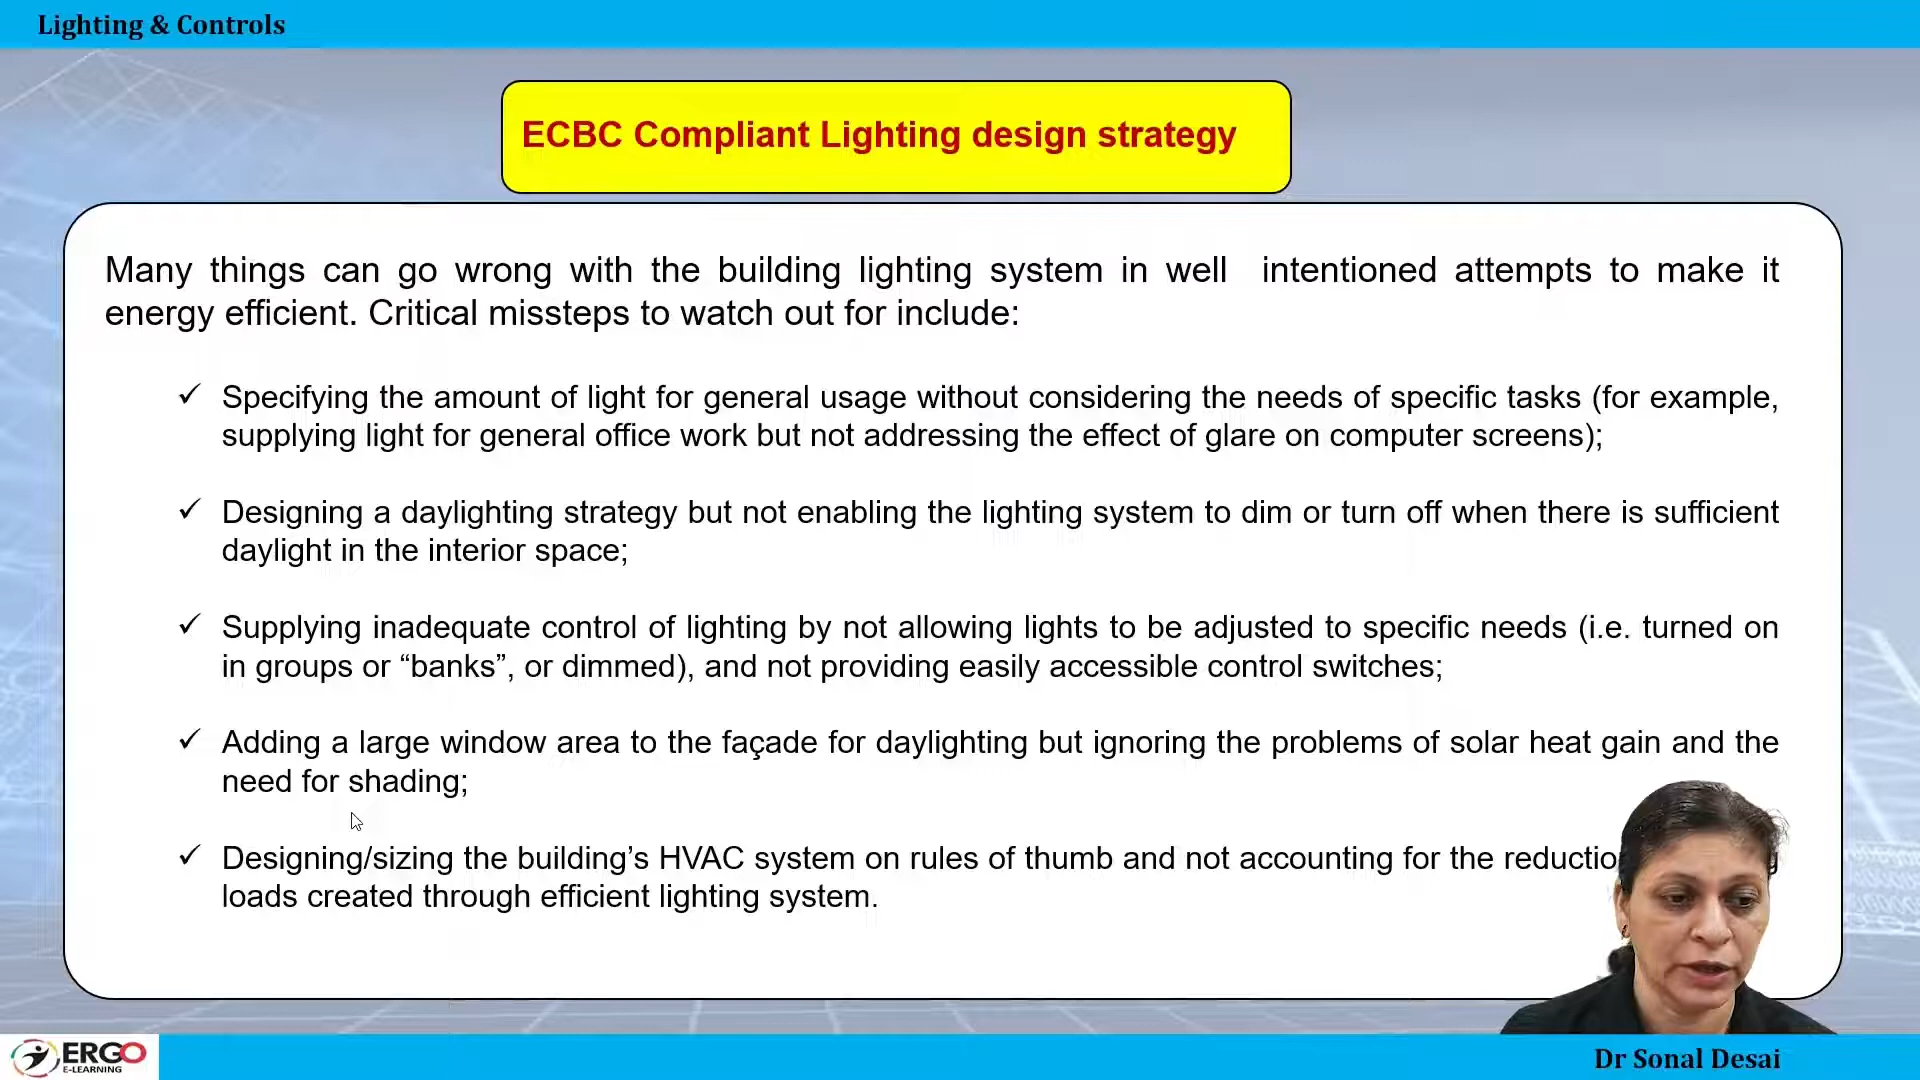 Lighting & Controls
ECBC Compliant Lighting design strategy
Many things can go wrong with the building lighting system in well intentioned attempts to make it
energy efficient. Critical missteps to watch out for include:
✓ Specifying the amount of light for general usage without considering the needs of specific tasks (for example,
supplying light for general office work but not addressing the effect of glare on computer screens);
✓ Designing a daylighting strategy but not enabling the lighting system to dim or turn off when there is sufficient
daylight in the interior space;
✓ Supplying inadequate control of lighting by not allowing lights to be adjusted to specific needs (i.e. turned on
in groups or “banks”, or dimmed), and not providing easily accessible control switches;
✓ Adding a large window area to the façade for daylighting but ignoring the problems of solar heat gain and the
need for shading;
✓ Designing/sizing the building’s HVAC system on rules of thumb and not accounting for the
loads created through efficient lighting system.
ERGO
E-LEARNING
Dr Sonal Desai